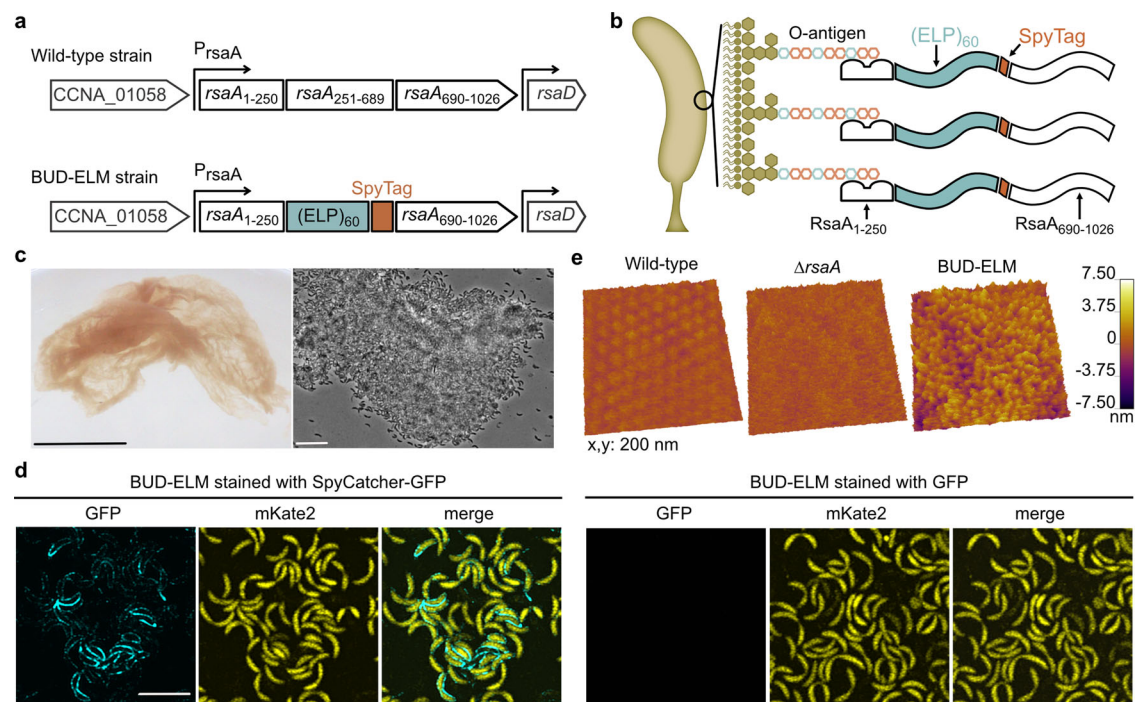 a
Wild-type strain
PrsaA
CCNA_01058
rsaA1-250
rsaA251-689
rsaA690-1026
rsaD
BUD-ELM strain
PrsaA
SpyTag
CCNA_01058
rsaA1-250
(ELP)60
rsaA690-1026
rsaD
b
O-antigen
(ELP)60
SpyTag
RsaA1-250
RsaA690-1026
c
e
Wild-type
ΔrsaA
BUD-ELM
7.50
3.75
0
-3.75
-7.50
nm
x,y: 200 nm
d
BUD-ELM stained with SpyCatcher-GFP
GFP
mKate2
merge
BUD-ELM stained with GFP
GFP
mKate2
merge